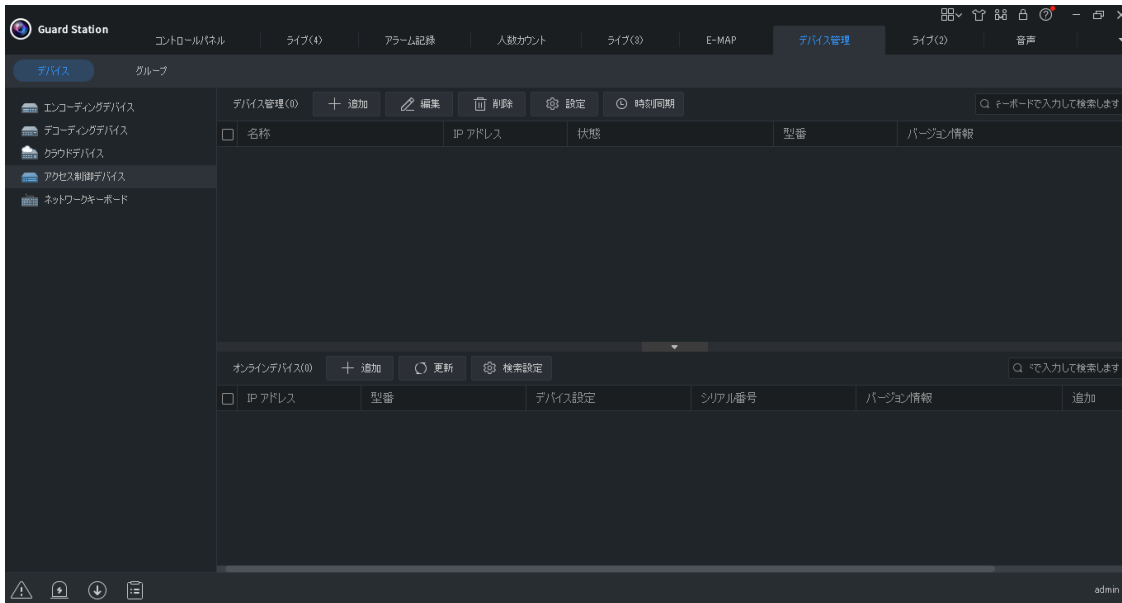 Guard Station
コントロールパネル ライブ(4) アラーム記録 人数カウント ライブ(3) E-MAP デバイス管理 ライブ(2) 音声
デバイス グループ
エンコーディングデバイス
デコーディングデバイス
クラウドデバイス
アクセス制御デバイス
ネットワークキーボード
デバイス管理(0) 追加 編集 削除 設定 時刻同期 キーボードで入力して検索します
名称 IP アドレス 状態 型番 バージョン情報
オンラインデバイス(0) 追加 更新 検索設定 で入力して検索します
IP アドレス 型番 デバイス設定 シリアル番号 バージョン情報 追加
admin